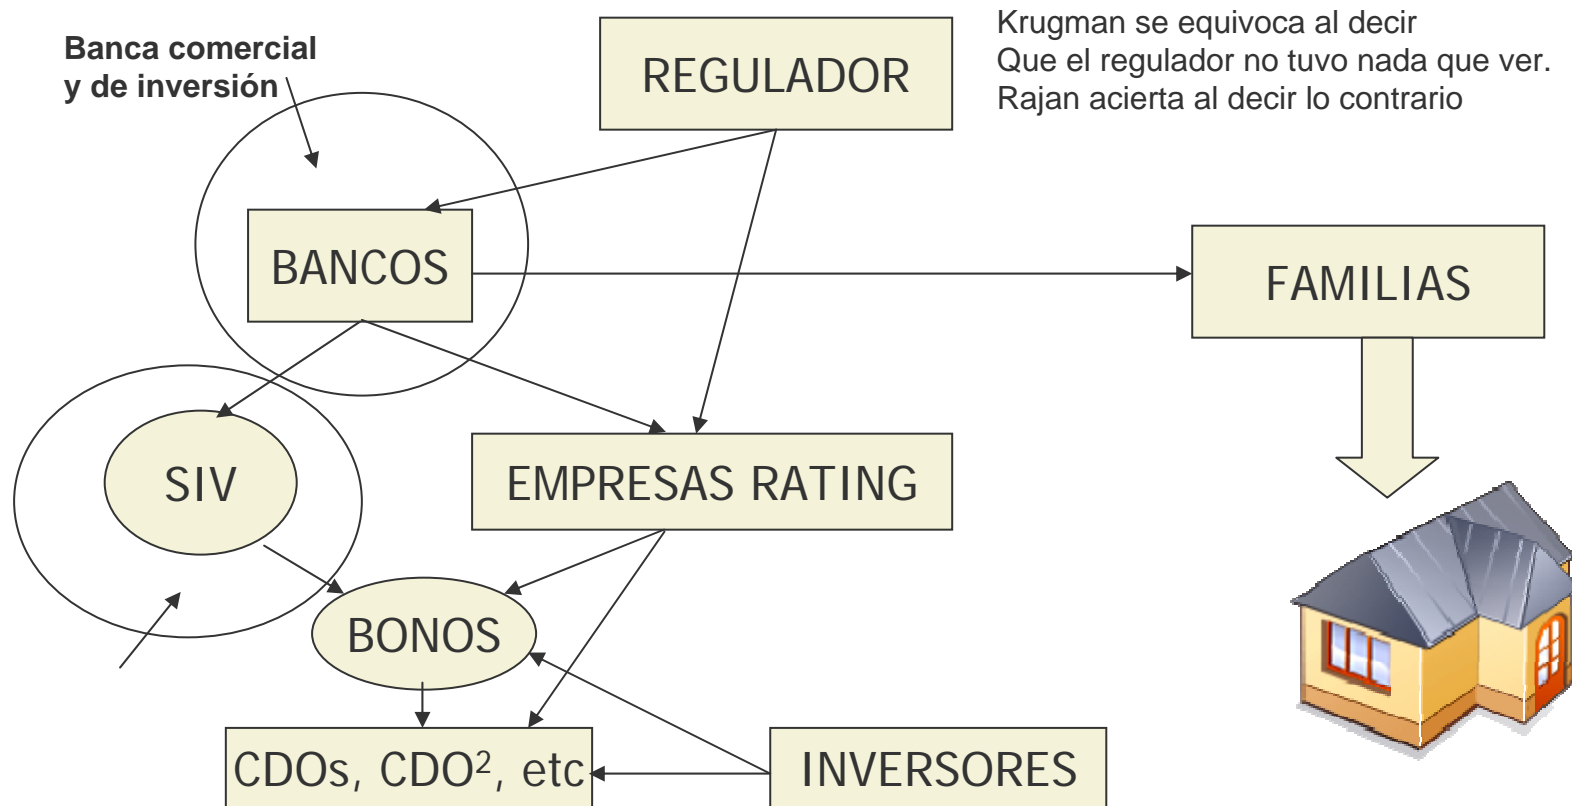 Banca comercial
y de inversión
REGULADOR
Krugman se equivoca al decir
Que el regulador no tuvo nada que ver.
Rajan acierta al decir lo contrario
BANCOS
FAMILIAS
SIV
EMPRESAS RATING
BONOS
CDOs, CDO², etc
INVERSORES